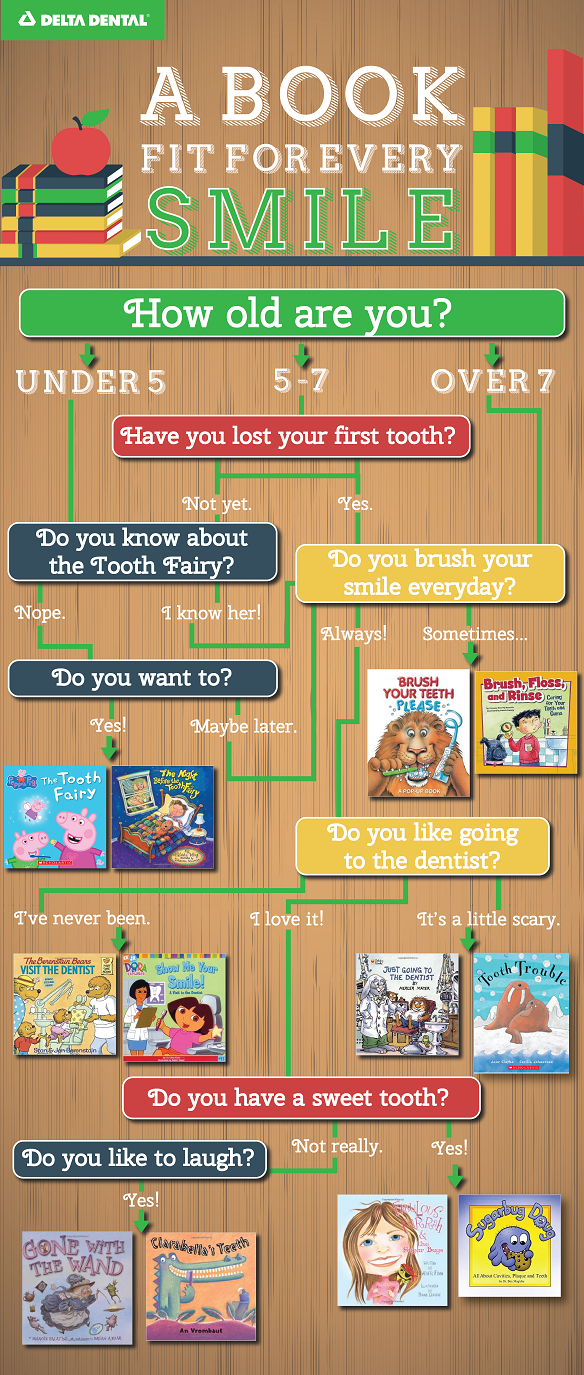 DELTA DENTAL
A BOOK
FIT FOR EVERY
SMILE
How old are you?
UNDER 5
5-7
OVER 7
Have you lost your first tooth?
Not yet.
Yes.
Do you know about
the Tooth Fairy?
Do you brush your
smile everyday?
Nope.
I know her!
Always!
Sometimes...
Do you want to?
Yes!
Maybe later.
BRUSH
YOUR TEETH
PLEASE
A POP-UP BOOK
Brush, Floss,
and Rinse
Caring
for Your
Teeth and
Gums
Peppa Pig
The Tooth
Fairy
SCHOLASTIC
The Night
Before the
Tooth Fairy
Do you like going
to the dentist?
I've never been.
I love it!
It's a little scary.
The Berenstain Bears
VISIT THE DENTIST
Stan & Jan Berenstain
DORA
Show Me Your
Smile!
A Visit to the Dentist
JUST GOING TO
THE DENTIST
BY
MERCER MAYER
Tooth Trouble
SCHOLASTIC
Do you have a sweet tooth?
Not really.
Yes!
Do you like to laugh?
Yes!
GONE WITH
THE WAND
Clarabella's Teeth
An Vrombaut
Sugarbug Doug
All About Cavities, Plaque and Teeth